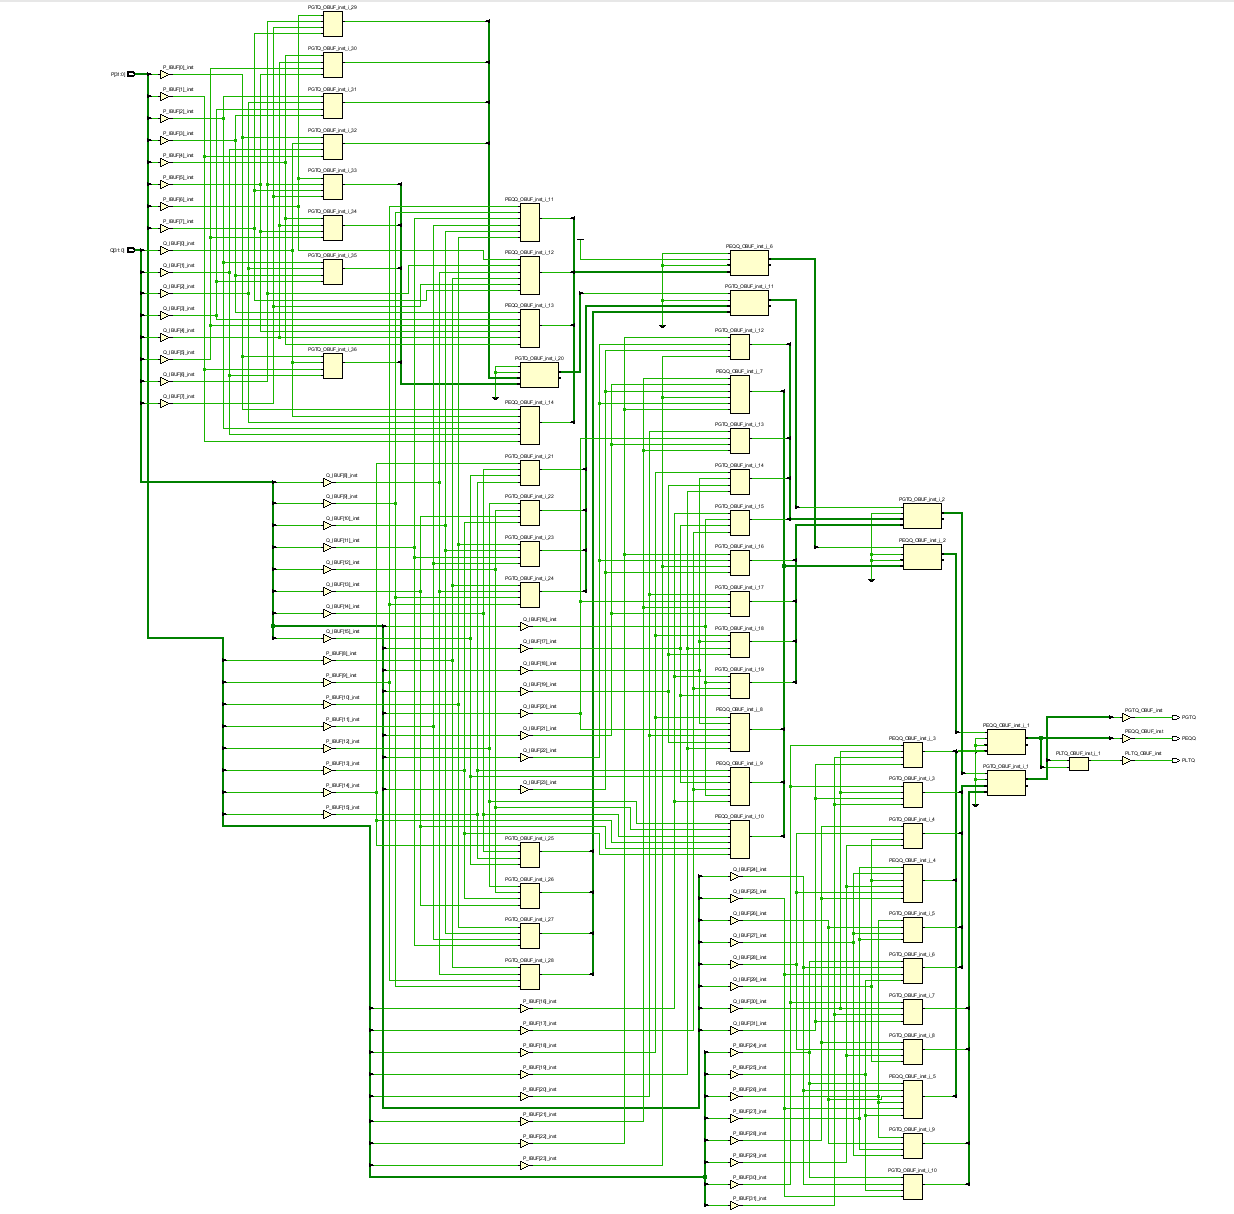 PGTQ_OBUF_inst_i_29
PGTQ_OBUF_inst_i_30
P_IBUF[0]_inst
P[31:0]
P_IBUF[1]_inst
PGTQ_OBUF_inst_i_31
P_IBUF[2]_inst
PGTQ_OBUF_inst_i_32
P_IBUF[3]_inst
P_IBUF[4]_inst
PGTQ_OBUF_inst_i_33
P_IBUF[5]_inst
P_IBUF[6]_inst
PEQQ_OBUF_inst_i_11
PGTQ_OBUF_inst_i_34
P_IBUF[7]_inst
Q_IBUF[0]_inst
Q[31:0]
PEQQ_OBUF_inst_i_6
PGTQ_OBUF_inst_i_35
PEQQ_OBUF_inst_i_12
Q_IBUF[1]_inst
Q_IBUF[2]_inst
PGTQ_OBUF_inst_i_11
PEQQ_OBUF_inst_i_13
Q_IBUF[3]_inst
Q_IBUF[4]_inst
PGTQ_OBUF_inst_i_12
PGTQ_OBUF_inst_i_36
Q_IBUF[5]_inst
PGTQ_OBUF_inst_i_20
PEQQ_OBUF_inst_i_7
Q_IBUF[6]_inst
Q_IBUF[7]_inst
PEQQ_OBUF_inst_i_14
PGTQ_OBUF_inst_i_13
PGTQ_OBUF_inst_i_21
PGTQ_OBUF_inst_i_14
Q_IBUF[8]_inst
Q_IBUF[9]_inst
PGTQ_OBUF_inst_i_22
PGTQ_OBUF_inst_i_2
PGTQ_OBUF_inst_i_15
Q_IBUF[10]_inst
PGTQ_OBUF_inst_i_23
PEQQ_OBUF_inst_i_2
Q_IBUF[11]_inst
PGTQ_OBUF_inst_i_16
Q_IBUF[12]_inst
PGTQ_OBUF_inst_i_24
Q_IBUF[13]_inst
PGTQ_OBUF_inst_i_17
Q_IBUF[14]_inst
Q_IBUF[16]_inst
PGTQ_OBUF_inst_i_18
Q_IBUF[15]_inst
Q_IBUF[17]_inst
P_IBUF[8]_inst
Q_IBUF[18]_inst
PGTQ_OBUF_inst_i_19
P_IBUF[9]_inst
Q_IBUF[19]_inst
P_IBUF[10]_inst
Q_IBUF[20]_inst
PEQQ_OBUF_inst_i_8
PGTQ_OBUF_inst
PGTQ
P_IBUF[11]_inst
Q_IBUF[21]_inst
PEQQ_OBUF_inst_i_1
PEQQ_OBUF_inst
PEQQ
PEQQ_OBUF_inst_i_3
P_IBUF[12]_inst
Q_IBUF[22]_inst
PLTQ_OBUF_inst_i_1
PLTQ_OBUF_inst
PLTQ
PEQQ_OBUF_inst_i_9
PGTQ_OBUF_inst_i_1
P_IBUF[13]_inst
PGTQ_OBUF_inst_i_3
Q_IBUF[23]_inst
P_IBUF[14]_inst
P_IBUF[15]_inst
PEQQ_OBUF_inst_i_10
PGTQ_OBUF_inst_i_4
PGTQ_OBUF_inst_i_25
PEQQ_OBUF_inst_i_4
Q_IBUF[24]_inst
PGTQ_OBUF_inst_i_26
Q_IBUF[25]_inst
Q_IBUF[26]_inst
PGTQ_OBUF_inst_i_5
PGTQ_OBUF_inst_i_27
Q_IBUF[27]_inst
PGTQ_OBUF_inst_i_6
PGTQ_OBUF_inst_i_28
Q_IBUF[28]_inst
Q_IBUF[29]_inst
PGTQ_OBUF_inst_i_7
P_IBUF[16]_inst
Q_IBUF[30]_inst
P_IBUF[17]_inst
Q_IBUF[31]_inst
PGTQ_OBUF_inst_i_8
P_IBUF[18]_inst
P_IBUF[24]_inst
P_IBUF[19]_inst
P_IBUF[25]_inst
PEQQ_OBUF_inst_i_5
P_IBUF[20]_inst
P_IBUF[26]_inst
P_IBUF[21]_inst
P_IBUF[27]_inst
PGTQ_OBUF_inst_i_9
P_IBUF[22]_inst
P_IBUF[28]_inst
P_IBUF[23]_inst
P_IBUF[29]_inst
PGTQ_OBUF_inst_i_10
P_IBUF[30]_inst
P_IBUF[31]_inst